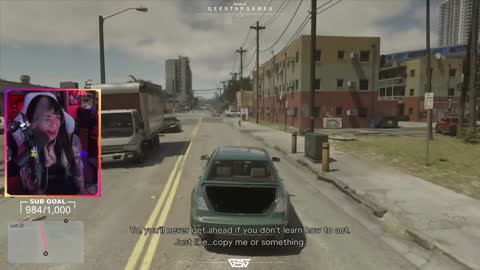 GEESTARGAMES
SUB GOAL
984/1,000
Yo, you'll never get ahead if you don't learn how to act.
Just like..copy me or something.